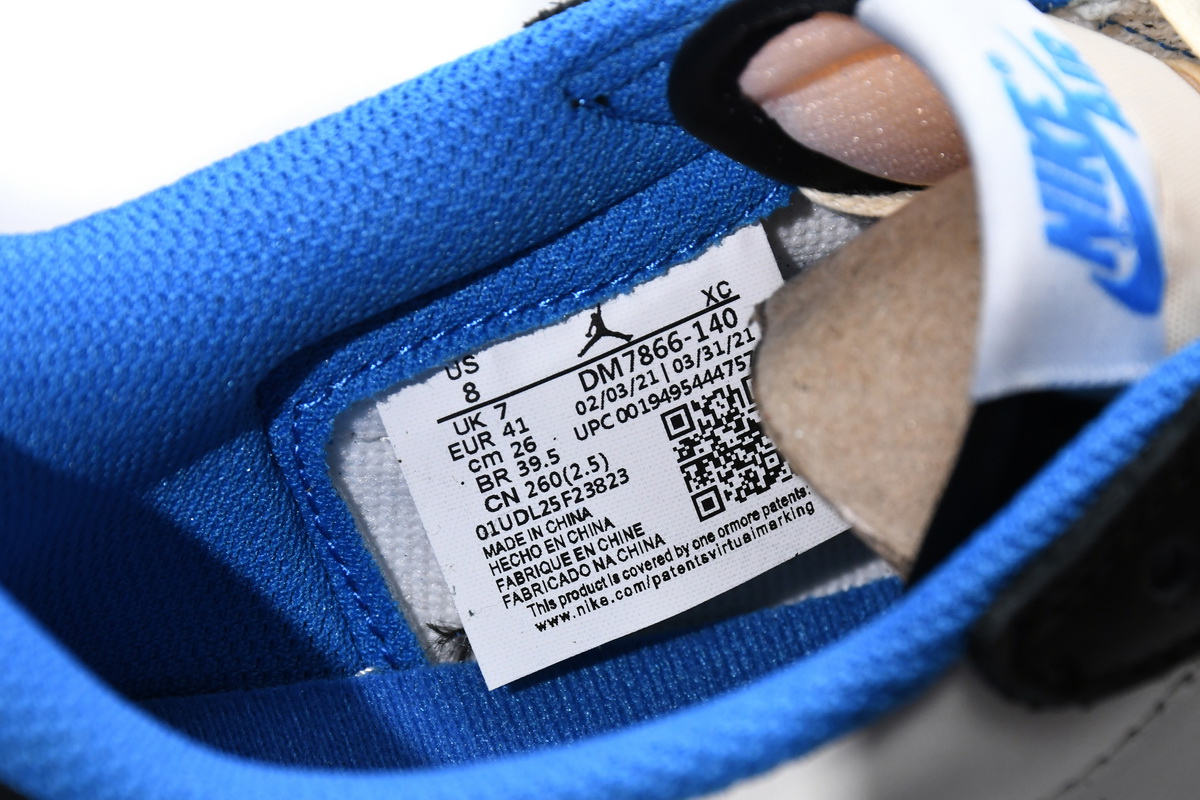 NIKE
AIR
XC
US
8
UK 7
EUR 41
cm 26
BR 39.5
CN 260(2.5)
DM7866-140
02/03/21 | 03/31/21
UPC 00194954444757
01UDL25F23823
MADE IN CHINA
HECHO EN CHINA
FABRIQUE EN CHINE
FABRICADO NA CHINA
This product is covered by one ormore patents:
www.nike.com/patentsvirtualmarking